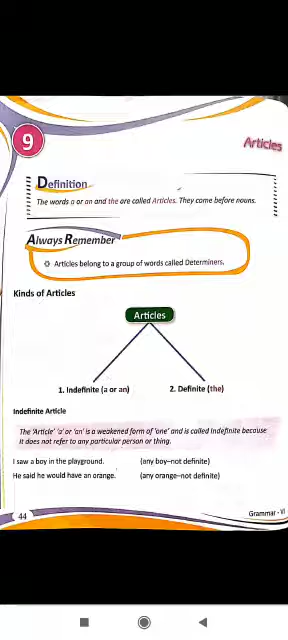 9
Articles
Definition
The words a or an and the are called Articles. They come before nouns.
Always Remember
Articles belong to a group of words called Determiners.
Kinds of Articles
Articles
1. Indefinite (a or an)
2. Definite (the)
Indefinite Article
The 'Article' 'a' or 'an' is a weakened form of 'one' and is called Indefinite because
it does not refer to any particular person or thing.
I saw a boy in the playground. (any boy–not definite)
He said he would have an orange. (any orange–not definite)
44
Grammar - VI